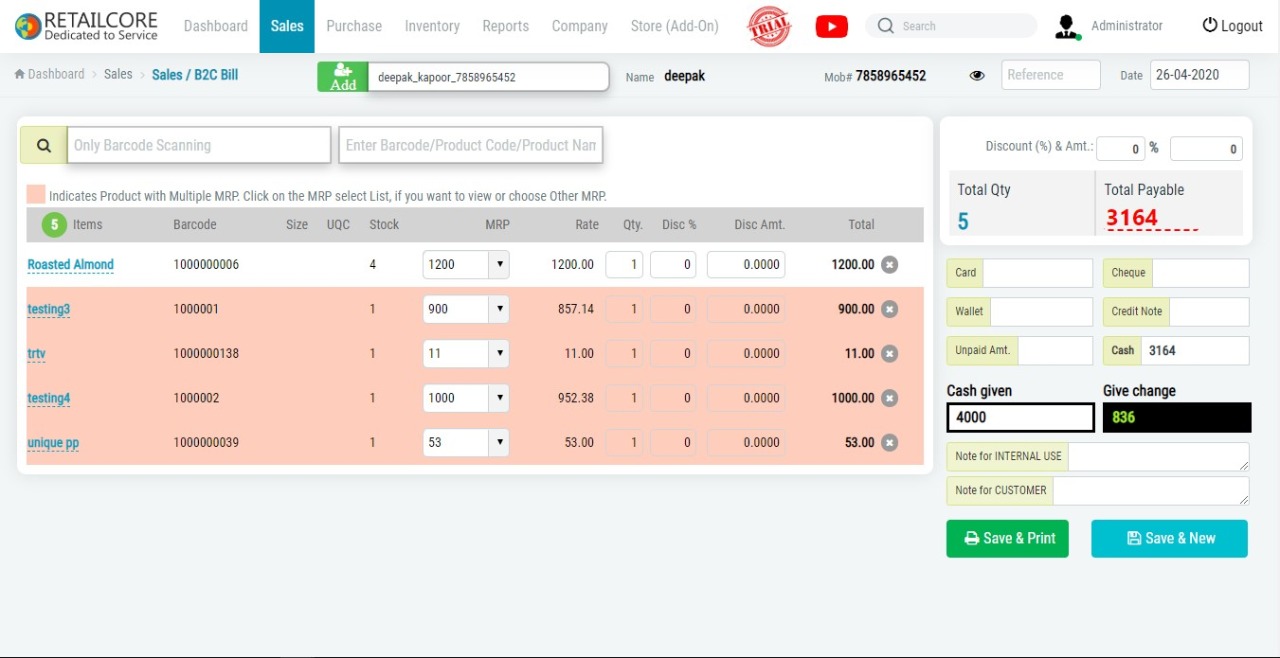 RETAILCORE
Dedicated to Service
Dashboard Sales Purchase Inventory Reports Company Store (Add-On) TRIAL Search Administrator Logout
Dashboard > Sales > Sales / B2C Bill
Add deepak_kapoor_7858965452 Name deepak Mob# 7858965452 Reference Date 26-04-2020
Only Barcode Scanning Enter Barcode/Product Code/Product Nam
Discount (%) & Amt.: 0 % 0
Indicates Product with Multiple MRP. Click on the MRP select List, if you want to view or choose Other MRP.
Total Qty Total Payable
5 3164
5 Items Barcode Size UQC Stock MRP Rate Qty. Disc % Disc Amt. Total
Roasted Almond 1000000006 4 1200 1200.00 1 0 0.0000 1200.00
testing3 1000001 1 900 857.14 1 0 0.0000 900.00
trtv 1000000138 1 11 11.00 1 0 0.0000 11.00
testing4 1000002 1 1000 952.38 1 0 0.0000 1000.00
unique pp 1000000039 1 53 53.00 1 0 0.0000 53.00
Card Cheque
Wallet Credit Note
Unpaid Amt. Cash 3164
Cash given Give change
4000 836
Note for INTERNAL USE
Note for CUSTOMER
Save & Print Save & New